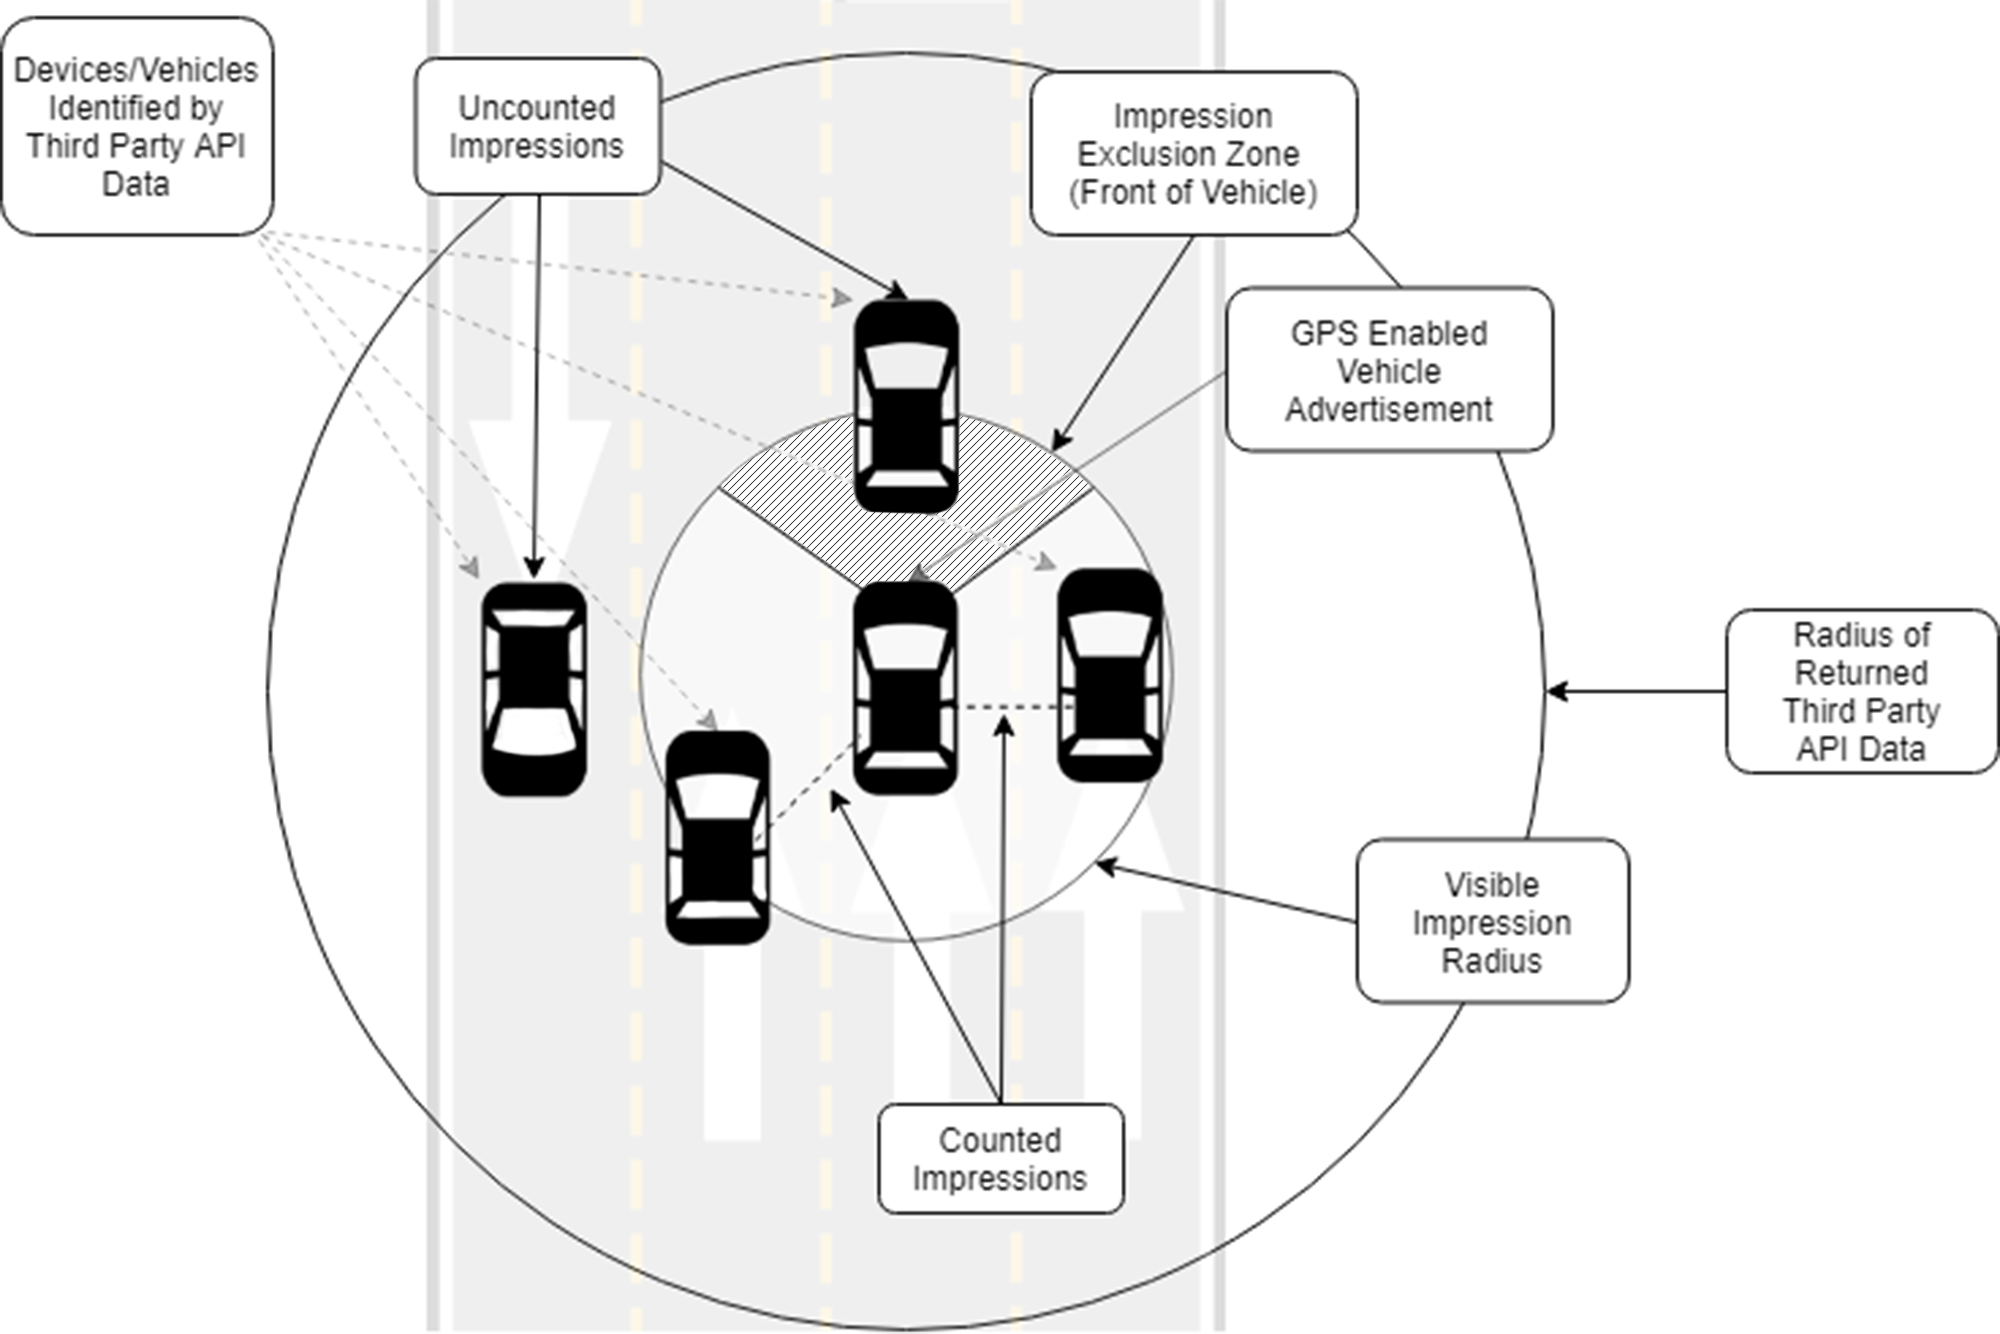 Devices/Vehicles
Identified by
Third Party API
Data
Uncounted
Impressions
Impression
Exclusion Zone
(Front of Vehicle)
GPS Enabled
Vehicle
Advertisement
Radius of
Returned
Third Party
API Data
Visible
Impression
Radius
Counted
Impressions